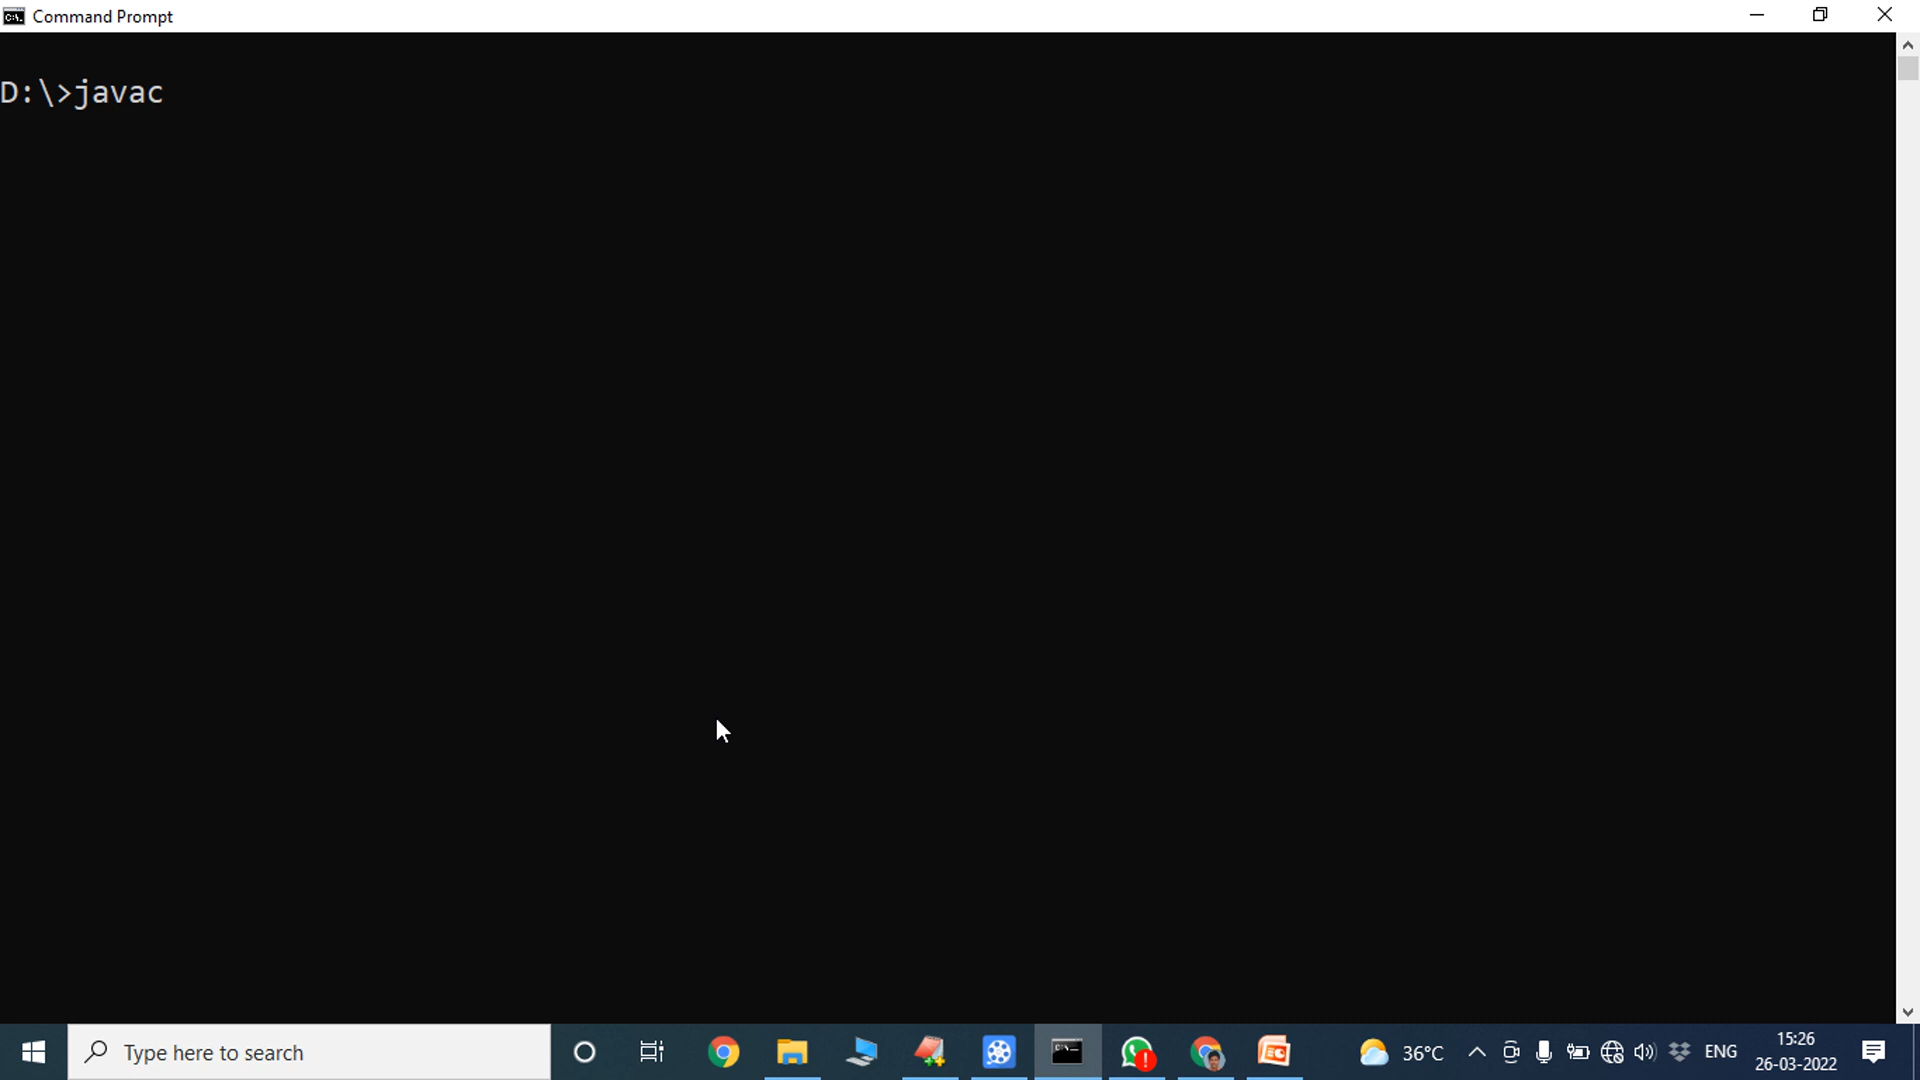 Command Prompt
D:\>javac
Type here to search
36°C
ENG
15:26
26-03-2022